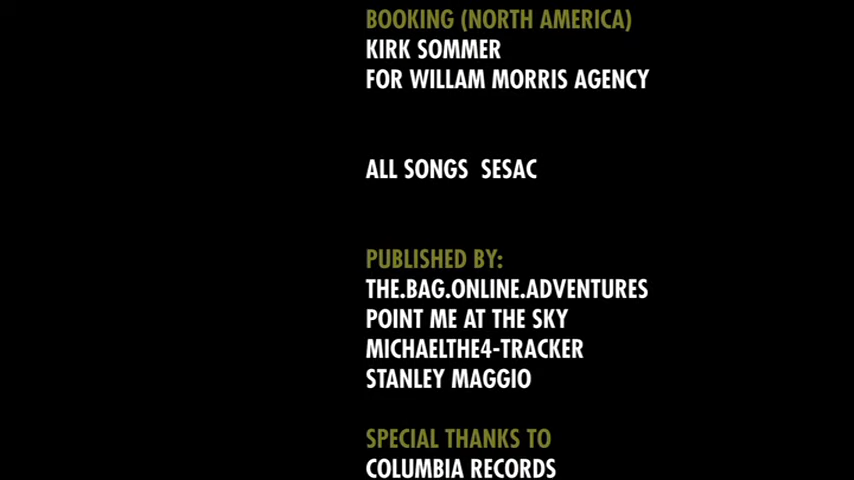 BOOKING (NORTH AMERICA)
KIRK SOMMER
FOR WILLAM MORRIS AGENCY
ALL SONGS SESAC
PUBLISHED BY:
THE.BAG.ONLINE.ADVENTURES
POINT ME AT THE SKY
MICHAELTHE4-TRACKER
STANLEY MAGGIO
SPECIAL THANKS TO
COLUMBIA RECORDS